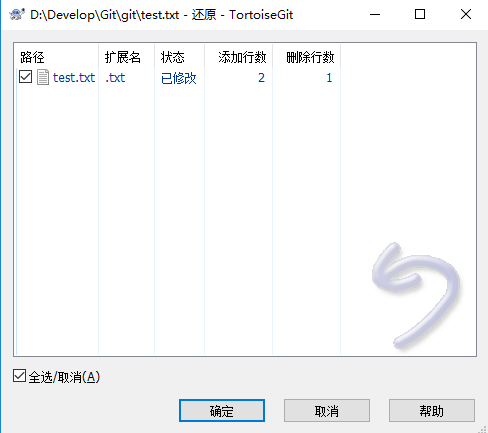 D:\Develop\Git\git\test.txt - 还原 - TortoiseGit
路径 扩展名 状态 添加行数 删除行数
test.txt .txt 已修改 2 1
全选/取消(A)
确定 取消 帮助